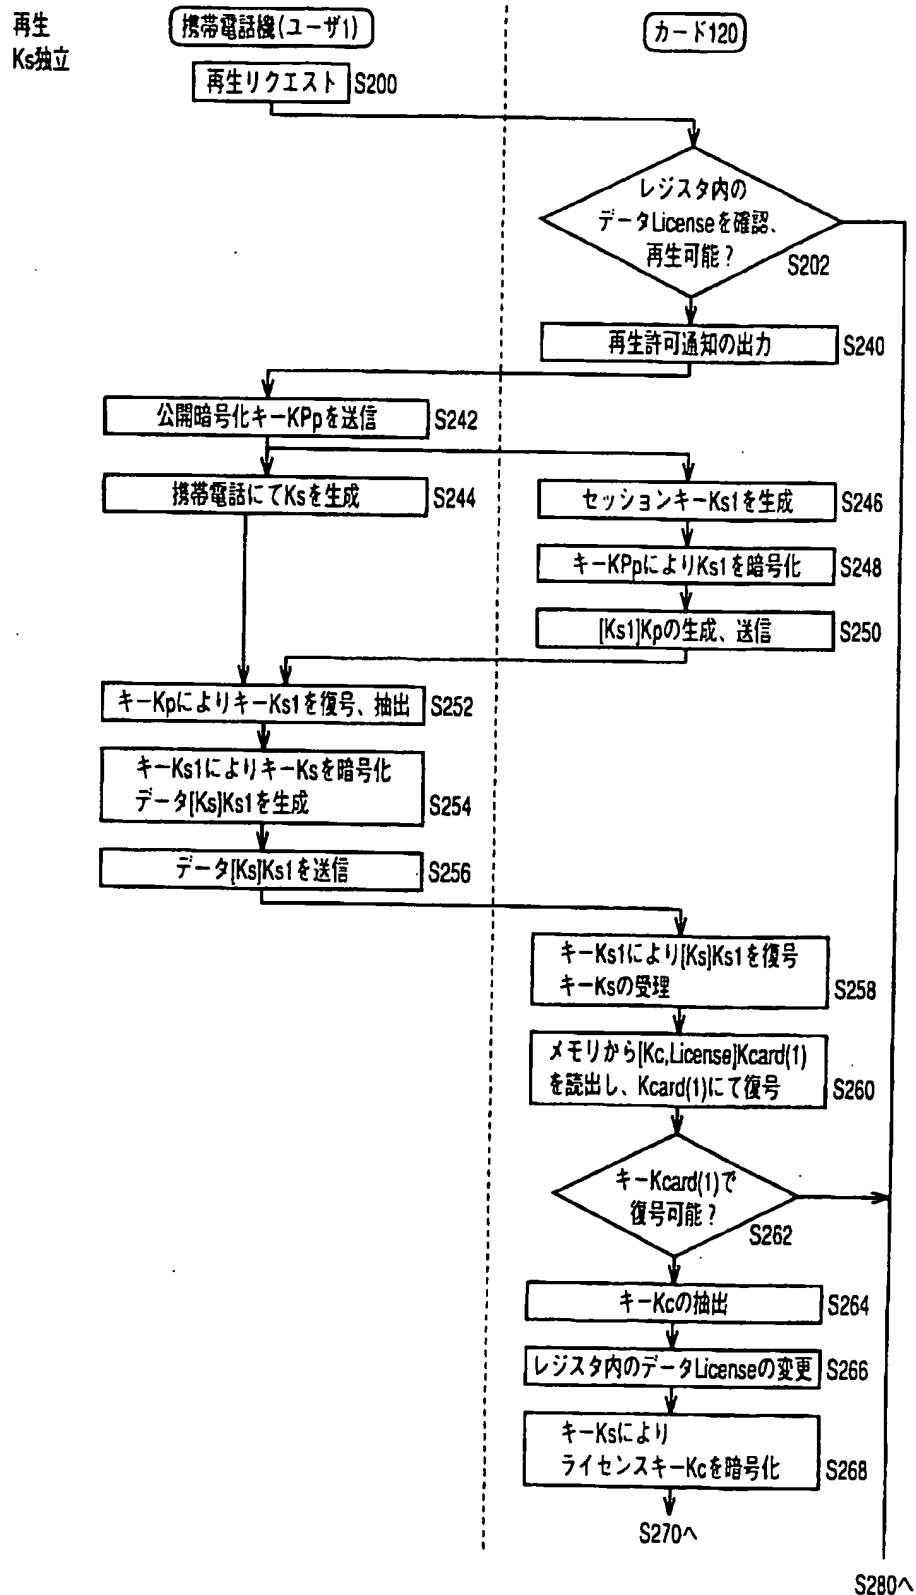 再生
Ks独立
携帯電話機(ユーザ1)
カード120
再生リクエスト S200
レジスタ内の
データLicenseを確認、
再生可能？
S202
再生許可通知の出力 S240
公開暗号化キーKPpを送信 S242
携帯電話にてKsを生成 S244
セッションキーKs1を生成 S246
キーKPpによりKs1を暗号化 S248
[Ks1]Kpの生成、送信 S250
キーKpによりキーKs1を復号、抽出 S252
キーKs1によりキーKsを暗号化
データ[Ks]Ks1を生成 S254
データ[Ks]Ks1を送信 S256
キーKs1により[Ks]Ks1を復号
キーKsの受理 S258
メモリから[Kc,License]Kcard(1)
を読出し、Kcard(1)にて復号 S260
キーKcard(1)で
復号可能？
S262
キーKcの抽出 S264
レジスタ内のデータLicenseの変更 S266
キーKsにより
ライセンスキーKcを暗号化 S268
S270へ
S280へ